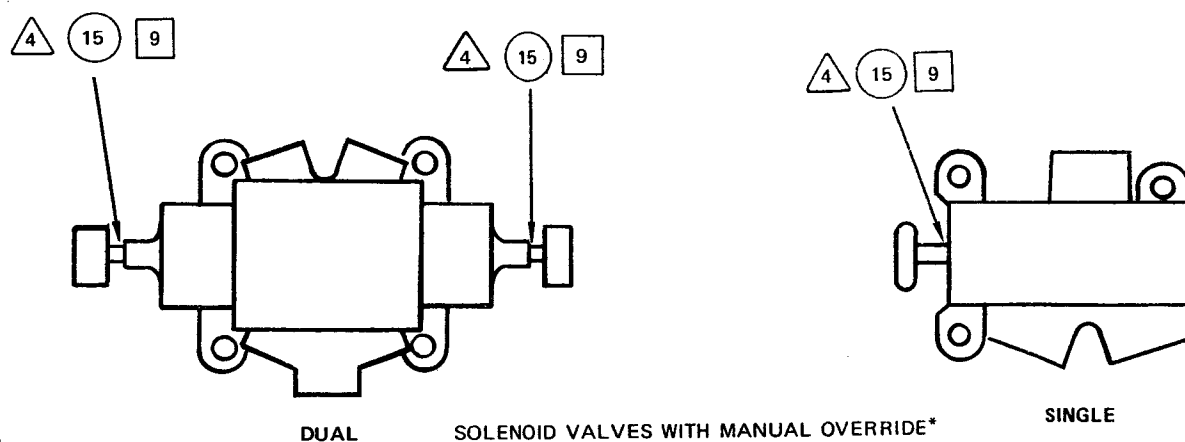 4 15 9
4 15 9
4 15 9
DUAL
SOLENOID VALVES WITH MANUAL OVERRIDE*
SINGLE